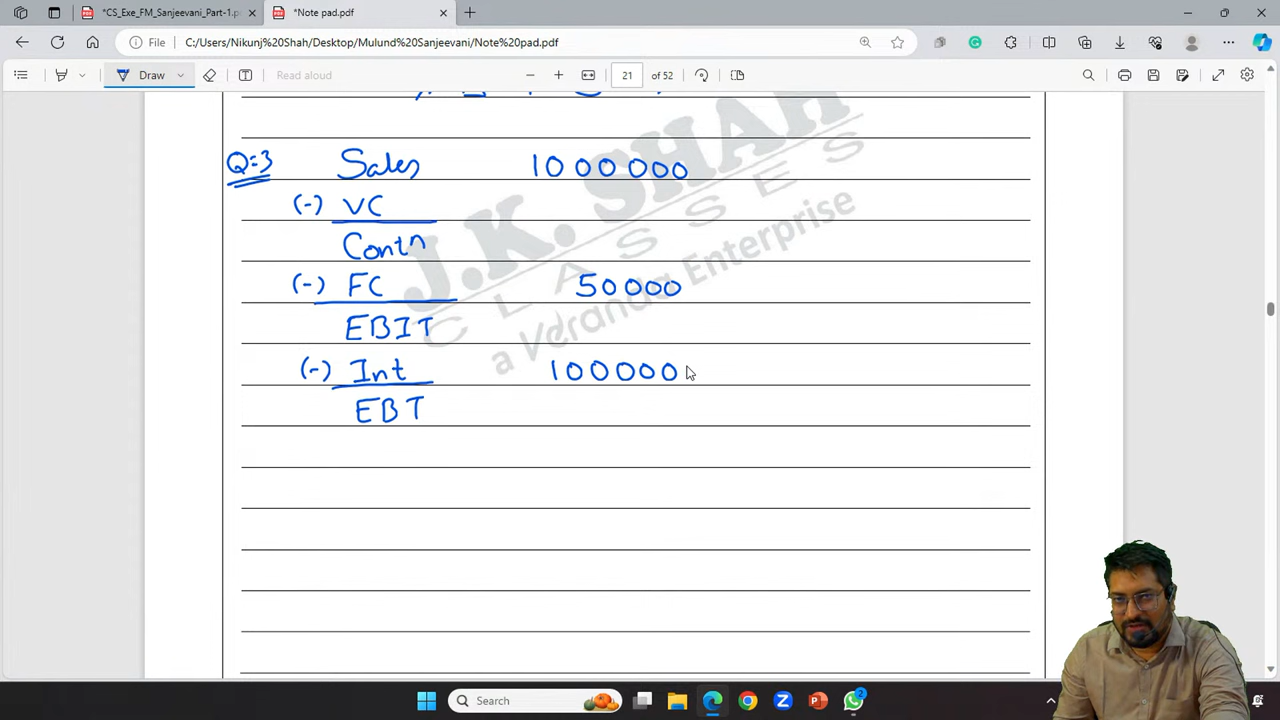 *CS_Exe_FM_Sanjeevani_Part-1.p
*Note pad.pdf
File C:/Users/Nikunj%20Shah/Desktop/Mulund%20Sanjeevani/Note%20pad.pdf
Draw Read aloud 21 of 52
J.K. SHAH
CLASSES
a Veranda Enterprise
Q:3 Sales 1000000
(-) VC
Contn
(-) FC 50000
EBIT
(-) Int 100000
EBT
Search
2